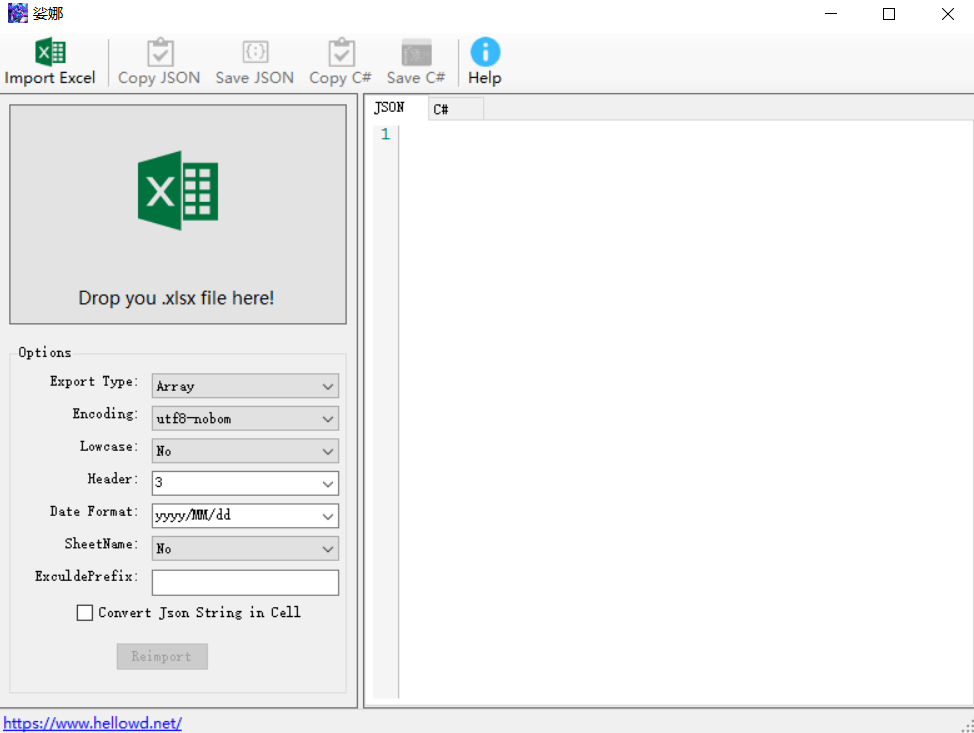 娑娜
Import Excel
Copy JSON
Save JSON
Copy C#
Save C#
Help
Drop you .xlsx file here!
Options
Export Type:
Array
Encoding:
utf8-nobom
Lowcase:
No
Header:
3
Date Format:
yyyy/MM/dd
SheetName:
No
ExculdePrefix:
Convert Json String in Cell
Reimport
JSON
C#
1
https://www.hellowd.net/